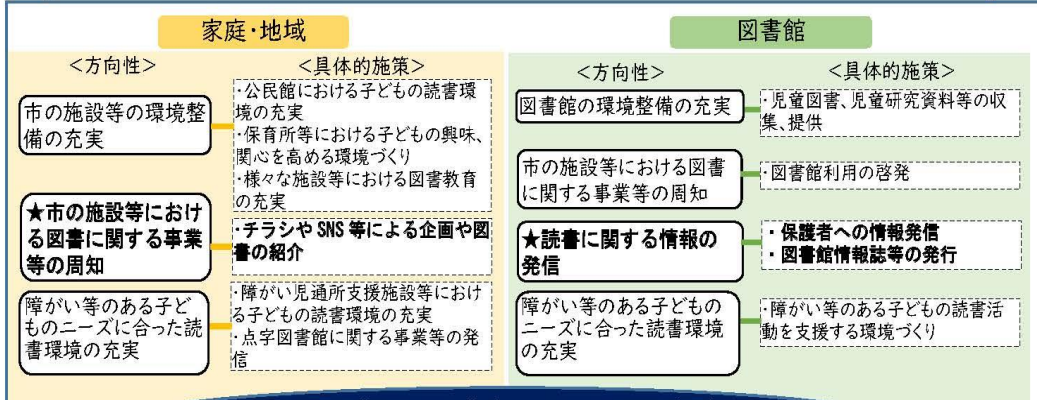 家庭・地域
<方向性>
<具体的施策>
市の施設等の環境整
備の充実
・公民館における子どもの読書環
境の充実
・保育所等における子どもの興味、
関心を高める環境づくり
・様々な施設等における図書教育
の充実
★市の施設等におけ
る図書に関する事業
等の周知
・チラシや SNS 等による企画や図
書の紹介
障がい等のある子ど
ものニーズに合った読
書環境の充実
・障がい児通所支援施設等におけ
る子どもの読書環境の充実
・点字図書館に関する事業等の発
信
図書館
<方向性>
<具体的施策>
図書館の環境整備の充実
・児童図書、児童研究資料等の収
集、提供
市の施設等における図書
に関する事業等の周知
・図書館利用の啓発
★読書に関する情報の
発信
・保護者への情報発信
・図書館情報誌等の発行
障がい等のある子どもの
ニーズに合った読書環境
の充実
・障がい等のある子どもの読書活
動を支援する環境づくり